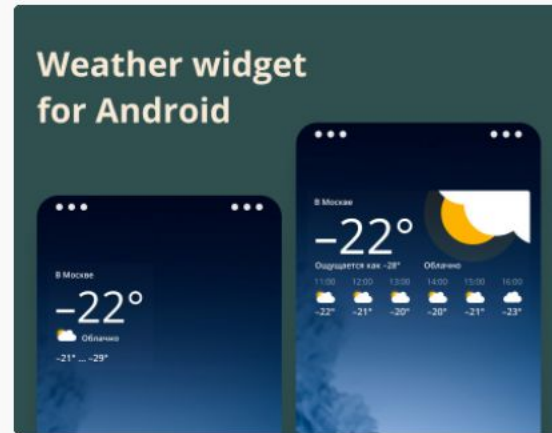 Weather widget
for Android
В Москве
–22°
Облачно
–21° ... –29°
В Москве
–22°
Ощущается как –28° Облачно
11:00 12:00 13:00 14:00 15:00 16:00
–22° –21° –20° –20° –21° –23°